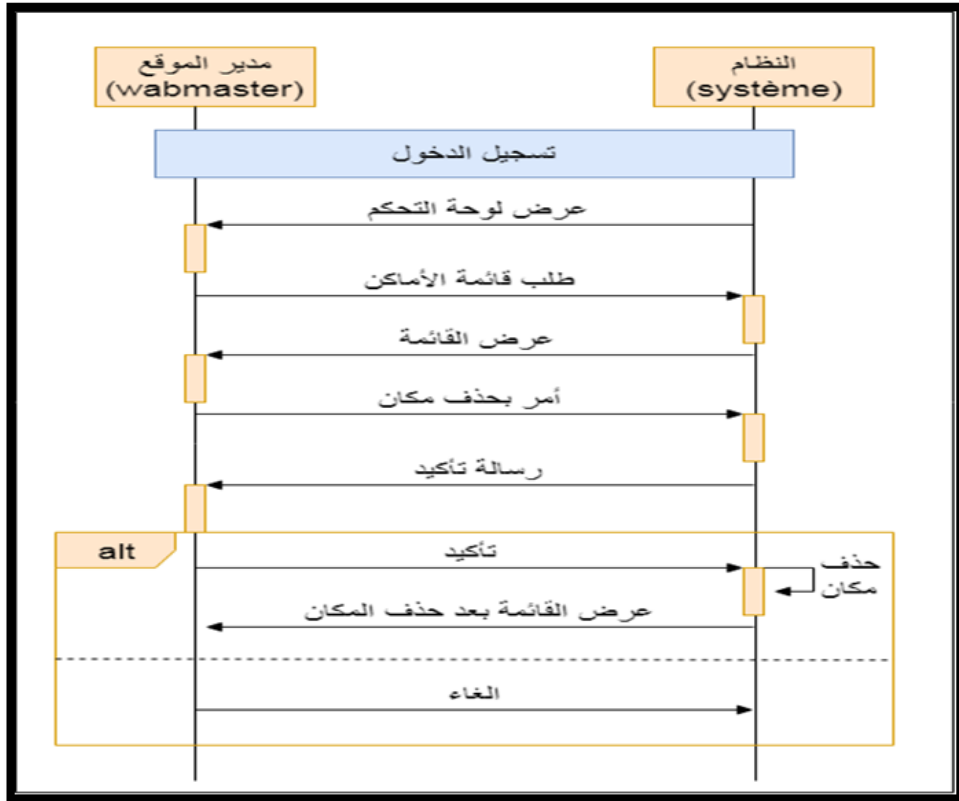 مدير الموقع
(wabmaster)
النظام
(système)
تسجيل الدخول
عرض لوحة التحكم
طلب قائمة الأماكن
عرض القائمة
أمر بحذف مكان
رسالة تأكيد
alt
تأكيد
حذف
مكان
عرض القائمة بعد حذف المكان
الغاء